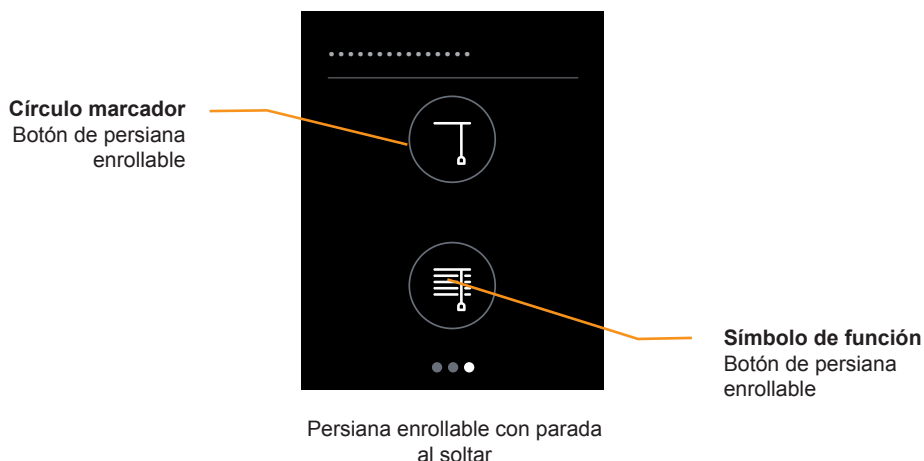 Círculo marcador
Botón de persiana
enrollable
Símbolo de función
Botón de persiana
enrollable
Persiana enrollable con parada
al soltar